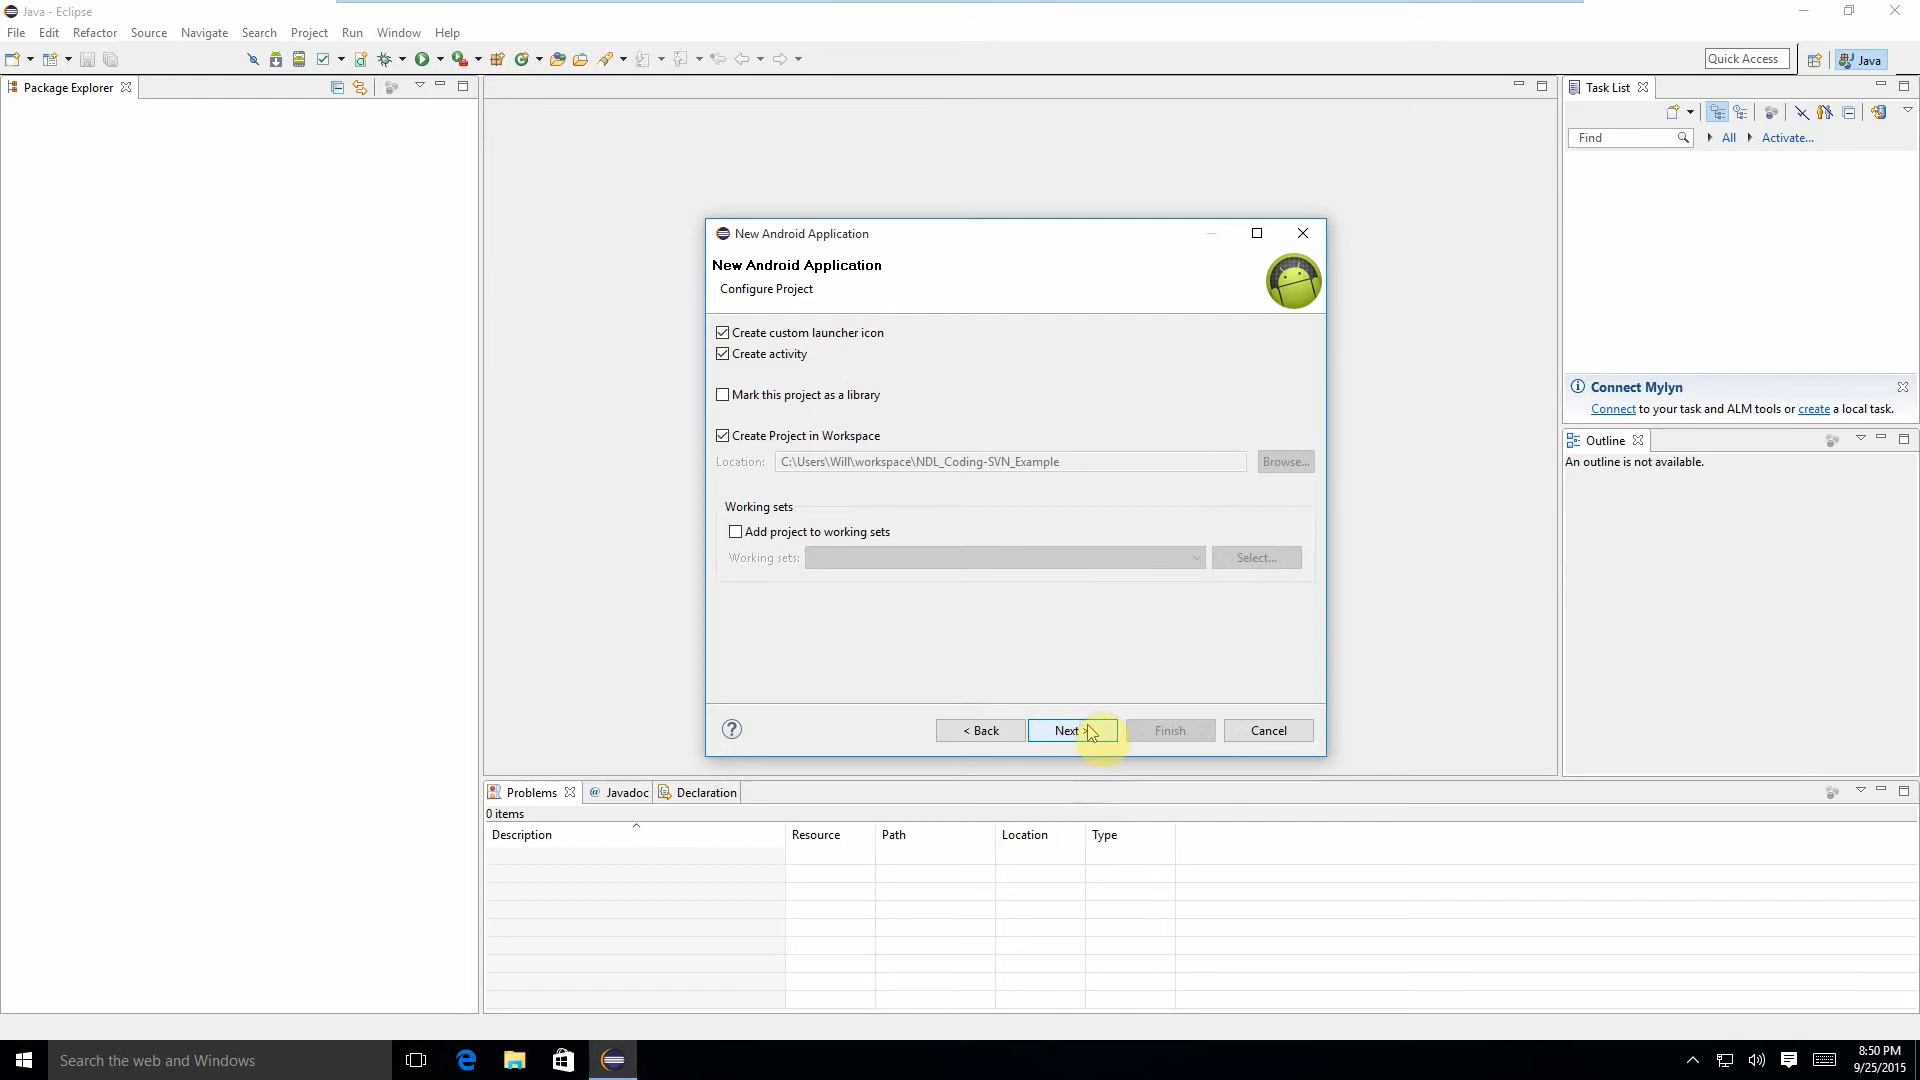 Java - Eclipse
File Edit Refactor Source Navigate Search Project Run Window Help
Quick Access
Java
Package Explorer
Task List
Find
All
Activate...
New Android Application
New Android Application
Configure Project
Create custom launcher icon
Create activity
Mark this project as a library
Create Project in Workspace
Location: C:\Users\Will\workspace\NDL_Coding-SVN_Example Browse...
Working sets
Add project to working sets
Working sets: Select...
? < Back Next > Finish Cancel
Connect Mylyn
Connect to your task and ALM tools or create a local task.
Outline
An outline is not available.
Problems @ Javadoc Declaration
0 items
Description Resource Path Location Type
Search the web and Windows
8:50 PM
9/25/2015